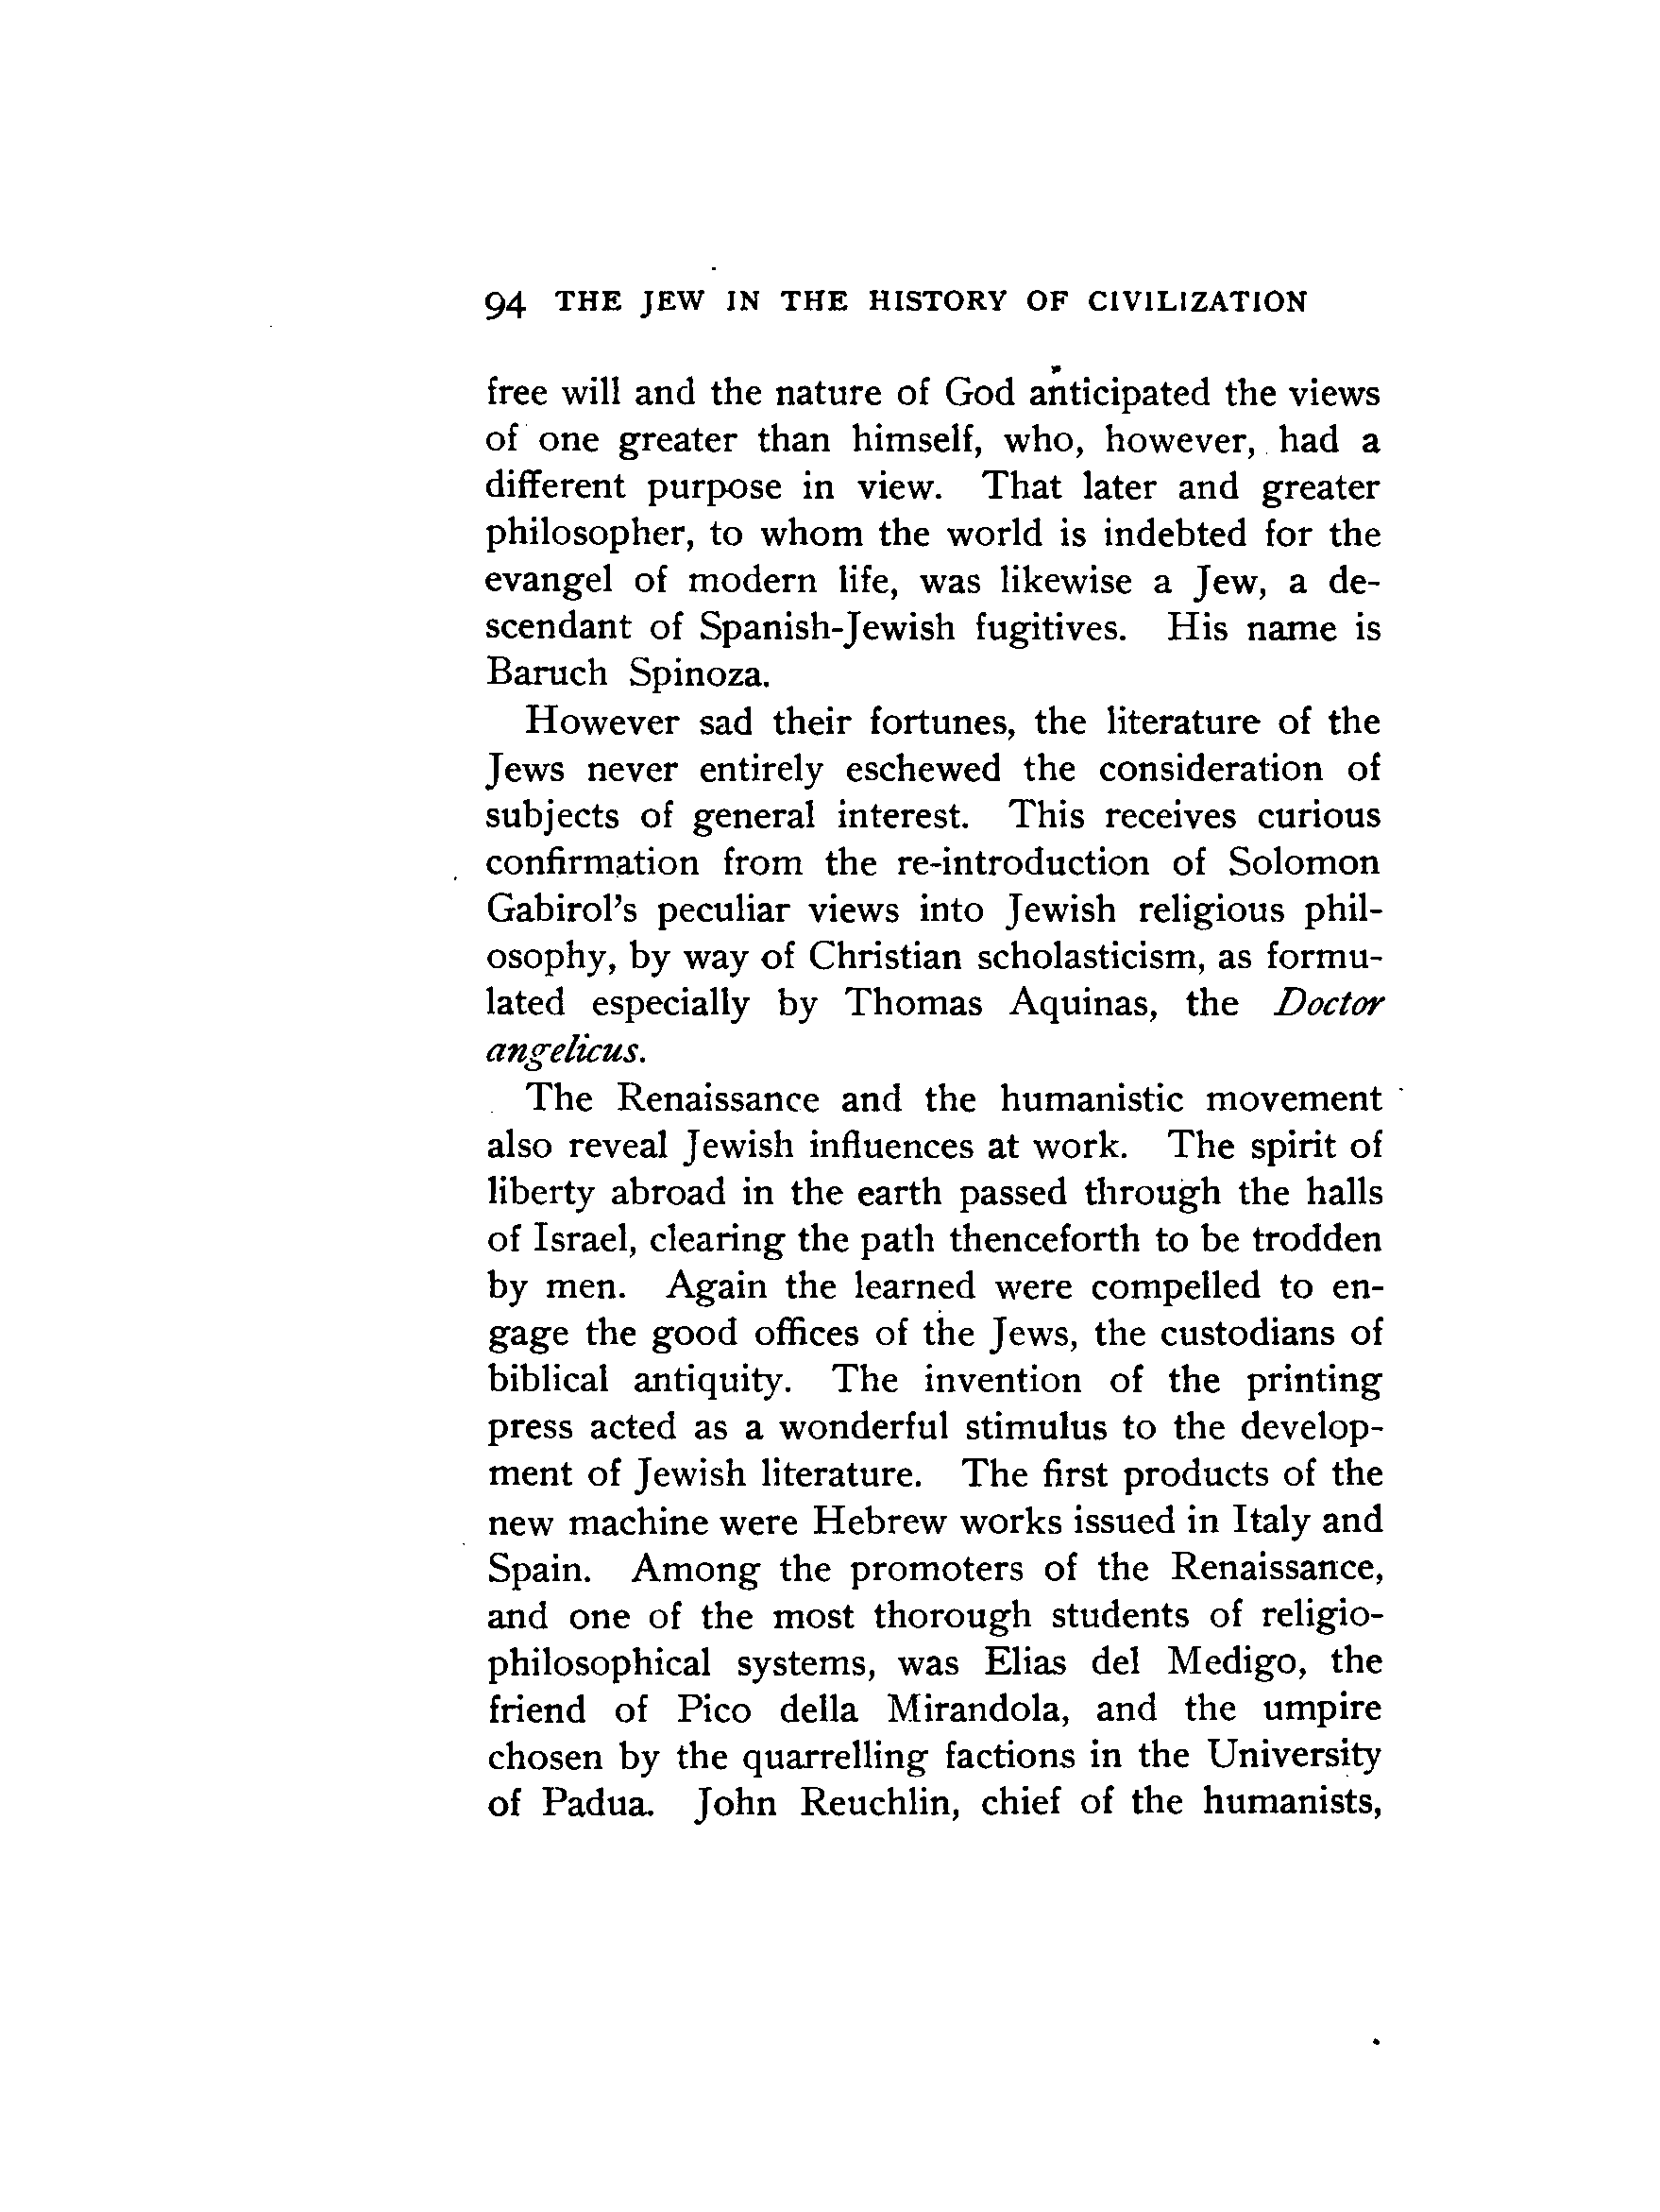 94 THE JEW IN THE HISTORY OF CIVILIZATION
free will and the nature of God anticipated the views
of one greater than himself, who, however, had a
different purpose in view. That later and greater
philosopher, to whom the world is indebted for the
evangel of modern life, was likewise a Jew, a de-
scendant of Spanish-Jewish fugitives. His name is
Baruch Spinoza.
However sad their fortunes, the literature of the
Jews never entirely eschewed the consideration of
subjects of general interest. This receives curious
confirmation from the re-introduction of Solomon
Gabirol's peculiar views into Jewish religious phil-
osophy, by way of Christian scholasticism, as formu-
lated especially by Thomas Aquinas, the Doctor
angelicus.
The Renaissance and the humanistic movement
also reveal Jewish influences at work. The spirit of
liberty abroad in the earth passed through the halls
of Israel, clearing the path thenceforth to be trodden
by men. Again the learned were compelled to en-
gage the good offices of the Jews, the custodians of
biblical antiquity. The invention of the printing
press acted as a wonderful stimulus to the develop-
ment of Jewish literature. The first products of the
new machine were Hebrew works issued in Italy and
Spain. Among the promoters of the Renaissance,
and one of the most thorough students of religio-
philosophical systems, was Elias del Medigo, the
friend of Pico della Mirandola, and the umpire
chosen by the quarrelling factions in the University
of Padua. John Reuchlin, chief of the humanists,